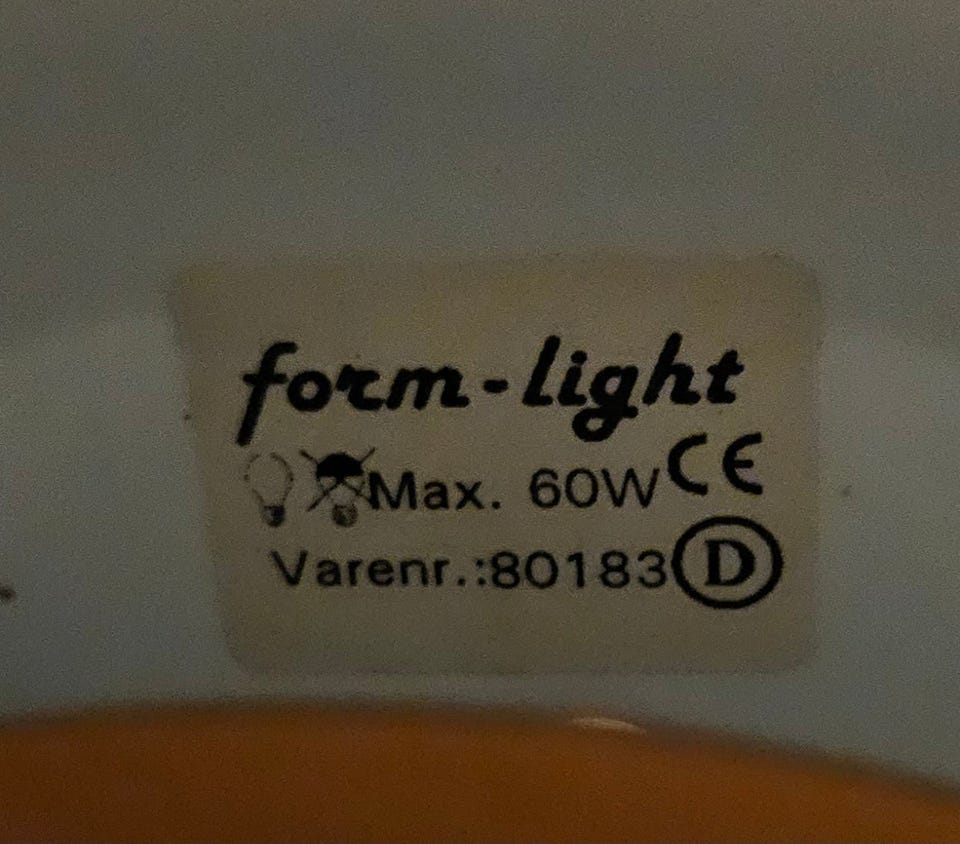 form-light
Max. 60W CE
Varenr.:80183 D